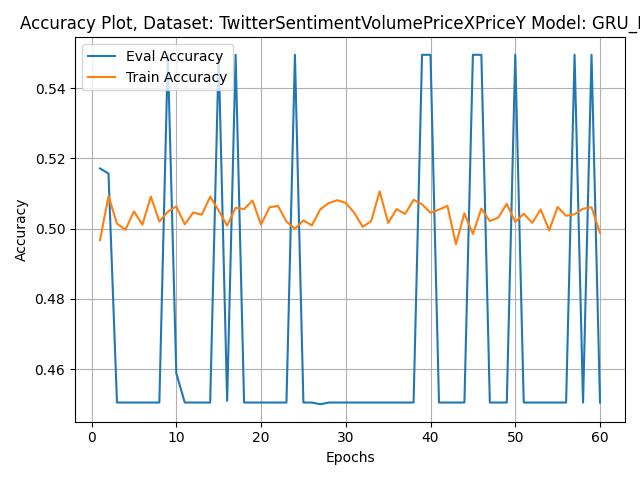 Accuracy Plot, Dataset: TwitterSentimentVolumePriceXPriceY Model: GRU_
Eval Accuracy
Train Accuracy
0.54
0.52
0.50
0.48
0.46
Accuracy
0 10 20 30 40 50 60
Epochs